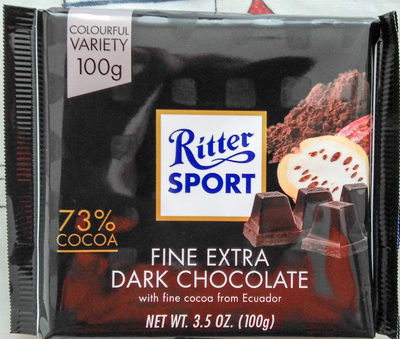 COLOURFUL
VARIETY
100g
Ritter
SPORT
73%
COCOA
FINE EXTRA
DARK CHOCOLATE
with fine cocoa from Ecuador
NET WT. 3.5 OZ. (100g)